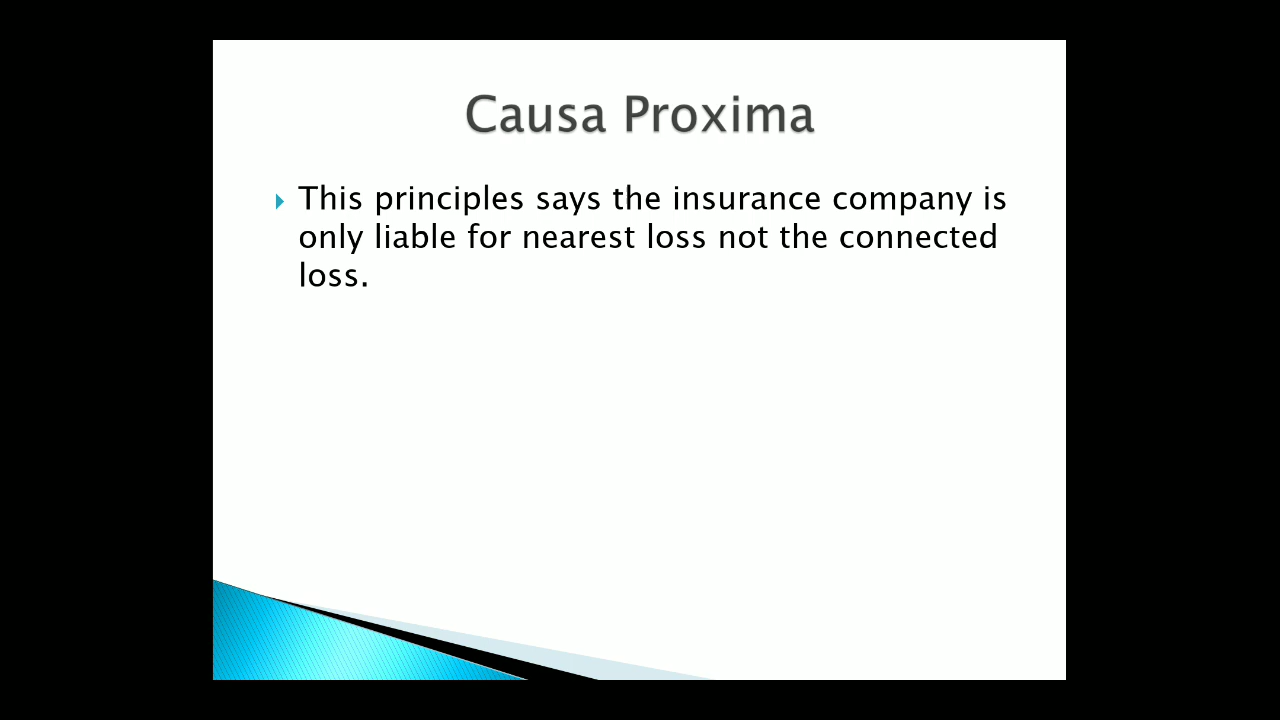 Causa Proxima
This principles says the insurance company is
only liable for nearest loss not the connected
loss.